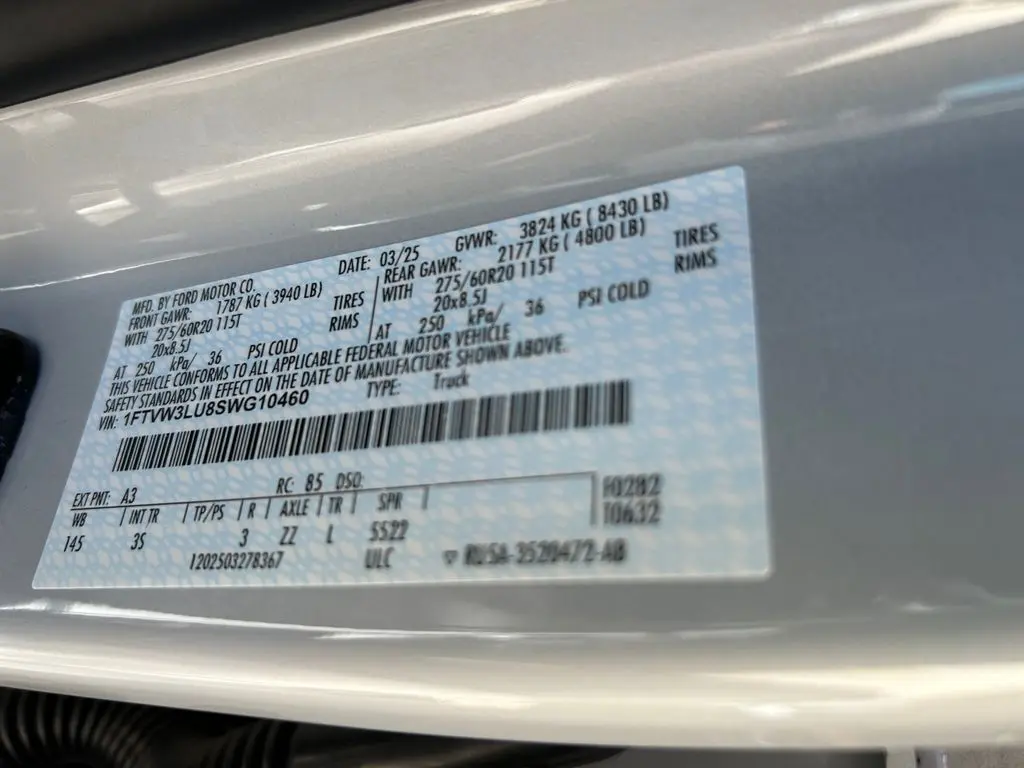 MFD. BY FORD MOTOR CO. DATE: 03/25 GVWR: 3824 KG ( 8430 LB)
FRONT GAWR: 1787 KG ( 3940 LB) REAR GAWR: 2177 KG ( 4800 LB)
WITH 275/60R20 115T TIRES WITH 275/60R20 115T TIRES
20x8.5J RIMS 20x8.5J RIMS
AT 250 kPa/ 36 PSI COLD AT 250 kPa/ 36 PSI COLD
THIS VEHICLE CONFORMS TO ALL APPLICABLE FEDERAL MOTOR VEHICLE
SAFETY STANDARDS IN EFFECT ON THE DATE OF MANUFACTURE SHOWN ABOVE.
VIN: 1FTVW3LU8SWG10460 TYPE: Truck
EXT PNT: A3 RC: 85 DSO:
WB INT TR TP/PS R AXLE TR SPR F0282
145 3S 3 ZZ L 5522 T0632
1202503278367 ULC RU5A-3520472-AB